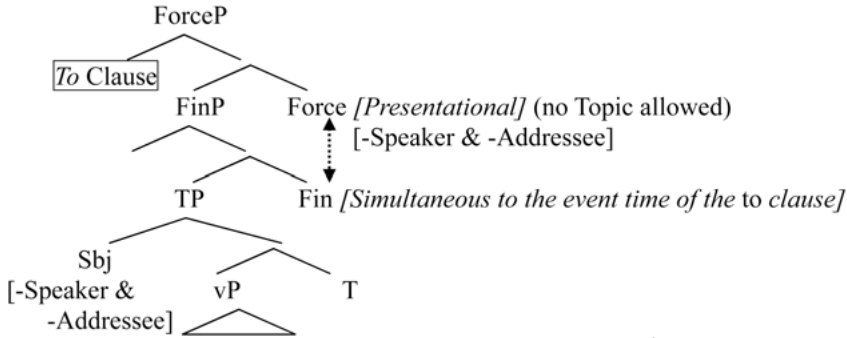 ForceP
To Clause
FinP Force [Presentational] (no Topic allowed)
[-Speaker & -Addressee]
TP Fin [Simultaneous to the event time of the to clause]
Sbj
[-Speaker & vP T
-Addressee]